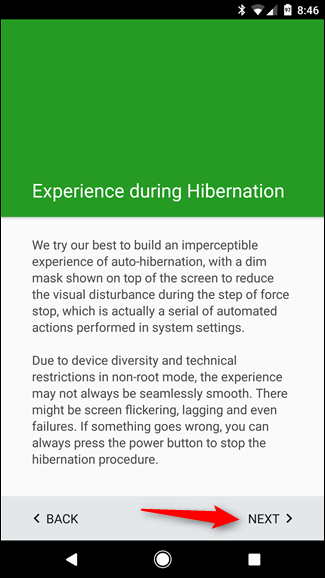 8:46
Experience during Hibernation
We try our best to build an imperceptible
experience of auto-hibernation, with a dim
mask shown on top of the screen to reduce
the visual disturbance during the step of force
stop, which is actually a serial of automated
actions performed in system settings.
Due to device diversity and technical
restrictions in non-root mode, the experience
may not always be seamlessly smooth. There
might be screen flickering, lagging and even
failures. If something goes wrong, you can
always press the power button to stop the
hibernation procedure.
BACK NEXT